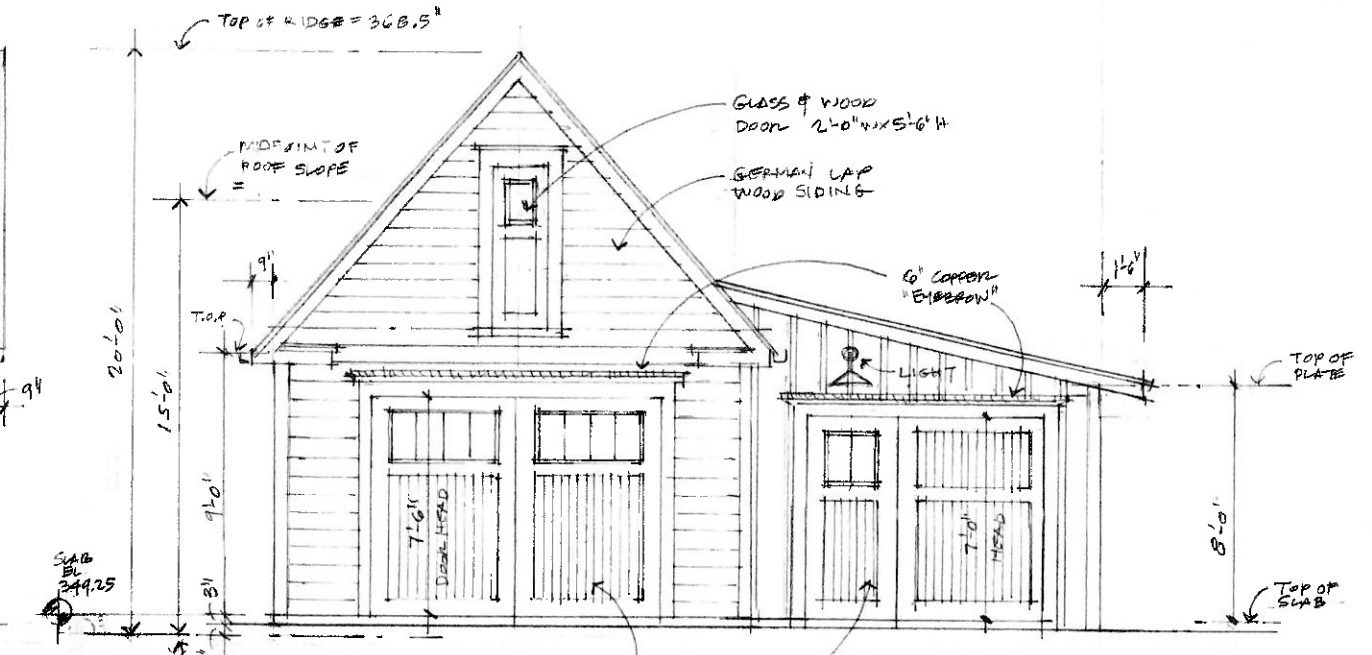 TOP OF RIDGE = 368.5"
GLASS & WOOD
DOOR 2'-0" W X 5'-6" H
MIDPOINT OF
ROOF SLOPE
=
GERMAN LAP
WOOD SIDING
9"
6" COPPER
"EYEBROW"
1'-6"
T.O.P
20'-0"
15'-0"
9"
LIGHT
TOP OF
PLATE
9'-0"
7'-6"
DOOR HEAD
7'-0"
HEAD
8'-0"
SLAB
EL
349.25
TOP OF
SLAB